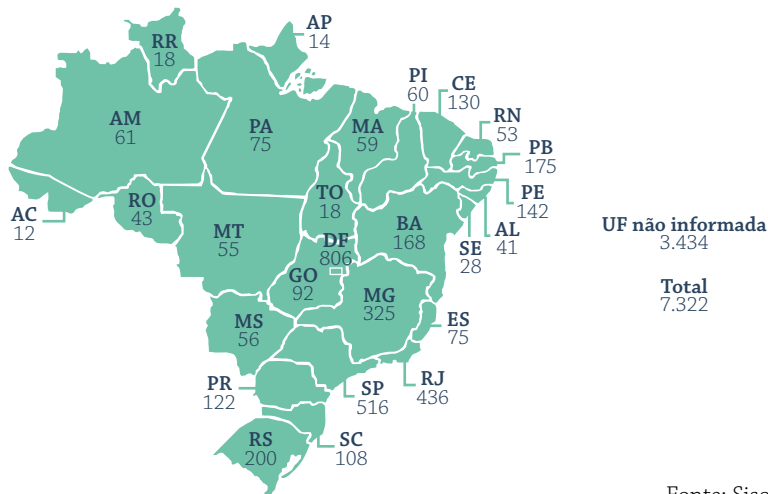 AP
14
RR
18
PI
60
CE
130
RN
53
AM
61
PA
75
MA
59
PB
175
PE
142
AC
12
RO
43
MT
55
TO
18
DF
806
BA
168
SE
28
AL
41
UF não informada
3.434
GO
92
MG
325
Total
7.322
MS
56
ES
75
PR
122
SP
516
RJ
436
RS
200
SC
108
Fonte: Sisc